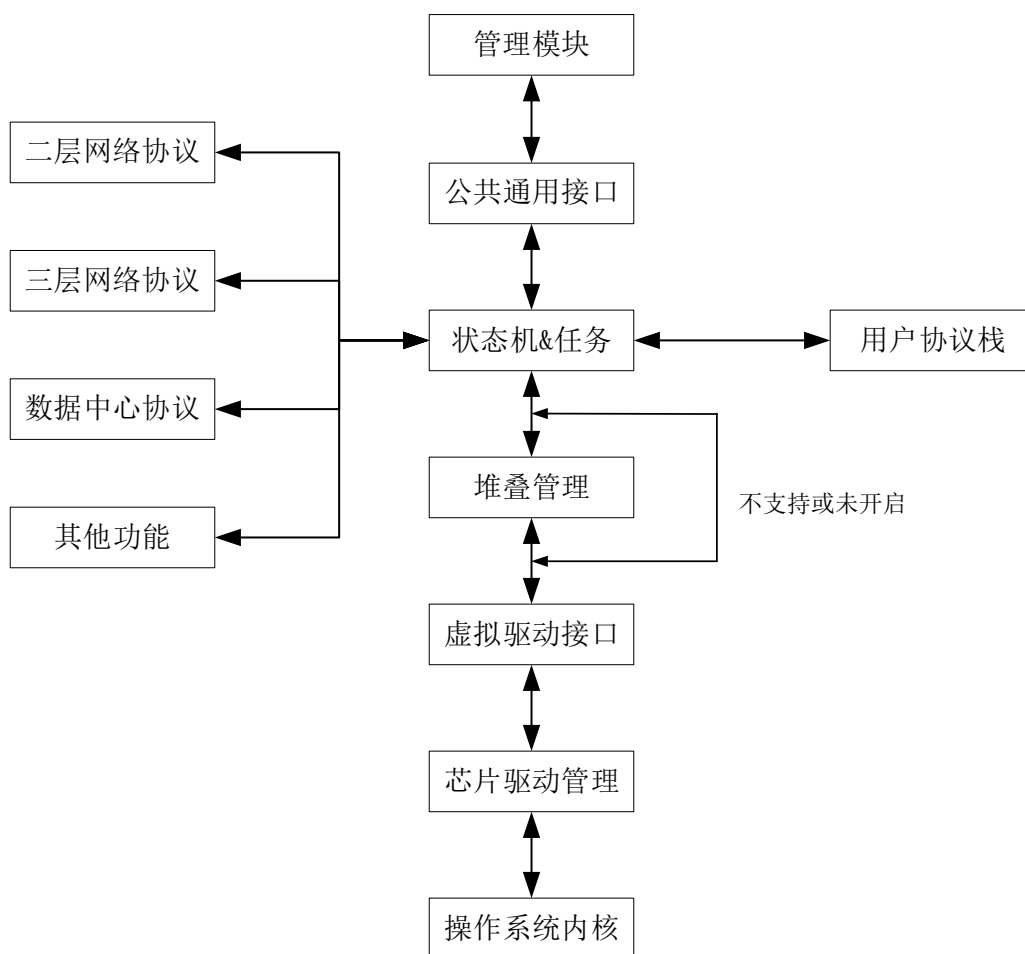 管理模块
二层网络协议
公共通用接口
三层网络协议
状态机&任务
用户协议栈
数据中心协议
堆叠管理
不支持或未开启
其他功能
虚拟驱动接口
芯片驱动管理
操作系统内核